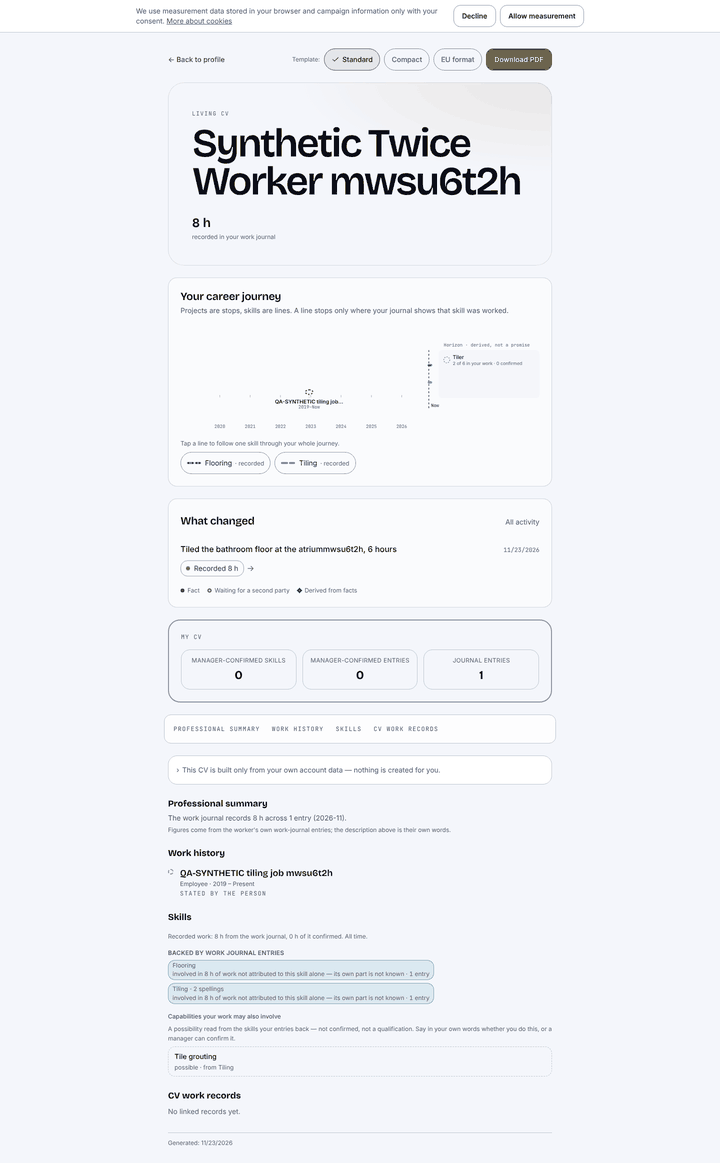 We use measurement data stored in your browser and campaign information only with your
consent. More about cookies
Decline
Allow measurement
← Back to profile
Template:
✓ Standard
Compact
EU format
Download PDF
LIVING CV
Synthetic Twice
Worker mwsu6t2h
8 h
recorded in your work journal
Your career journey
Projects are stops, skills are lines. A line stops only where your journal shows that skill was worked.
Horizon · derived, not a promise
Tiler
2 of 8 in your work · 0 confirmed
QA-SYNTHETIC tiling job…
2019–Now
Now
2020 2021 2022 2023 2024 2025 2026
Tap a line to follow one skill through your whole journey.
Flooring · recorded
Tiling · recorded
What changed
All activity
Tiled the bathroom floor at the atriummwsu6t2h, 6 hours
11/23/2026
Recorded 8 h →
Fact
Waiting for a second party
Derived from facts
MY CV
MANAGER-CONFIRMED SKILLS
0
MANAGER-CONFIRMED ENTRIES
0
JOURNAL ENTRIES
1
PROFESSIONAL SUMMARY WORK HISTORY SKILLS CV WORK RECORDS
› This CV is built only from your own account data — nothing is created for you.
Professional summary
The work journal records 8 h across 1 entry (2026-11).
Figures come from the worker's own work-journal entries; the description above is their own words.
Work history
QA-SYNTHETIC tiling job mwsu6t2h
Employee · 2019 – Present
STATED BY THE PERSON
Skills
Recorded work: 8 h from the work journal, 0 h of it confirmed. All time.
BACKED BY WORK JOURNAL ENTRIES
Flooring
involved in 8 h of work not attributed to this skill alone — its own part is not known · 1 entry
Tiling · 2 spellings
involved in 8 h of work not attributed to this skill alone — its own part is not known · 1 entry
Capabilities your work may also involve
A possibility read from the skills your entries back — not confirmed, not a qualification. Say in your own words whether you do this, or a
manager can confirm it.
Tile grouting
possible · from Tiling
CV work records
No linked records yet.
Generated: 11/23/2026